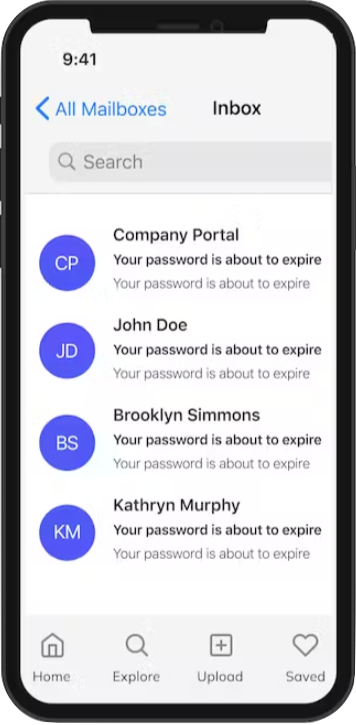 9:41
All Mailboxes Inbox
Search
CP
Company Portal
Your password is about to expire
Your password is about to expire
JD
John Doe
Your password is about to expire
Your password is about to expire
BS
Brooklyn Simmons
Your password is about to expire
Your password is about to expire
KM
Kathryn Murphy
Your password is about to expire
Your password is about to expire
Home Explore Upload Saved